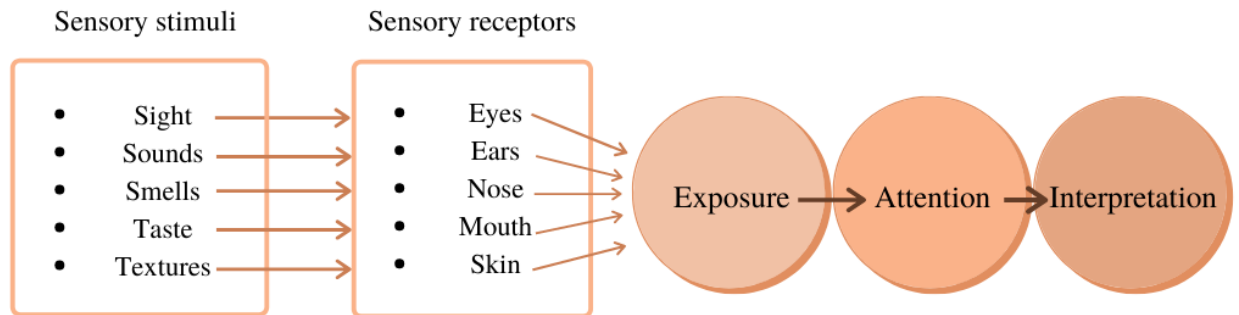 Sensory stimuli
Sensory receptors
• Sight
• Sounds
• Smells
• Taste
• Textures
• Eyes
• Ears
• Nose
• Mouth
• Skin
Exposure
Attention
Interpretation